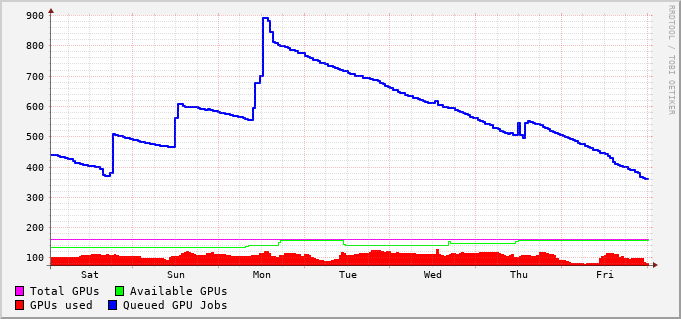 900
800
700
600
500
400
300
200
100
Sat Sun Mon Tue Wed Thu Fri
Total GPUs Available GPUs
GPUs used Queued GPU Jobs
RRDTOOL / TOBI OETIKER